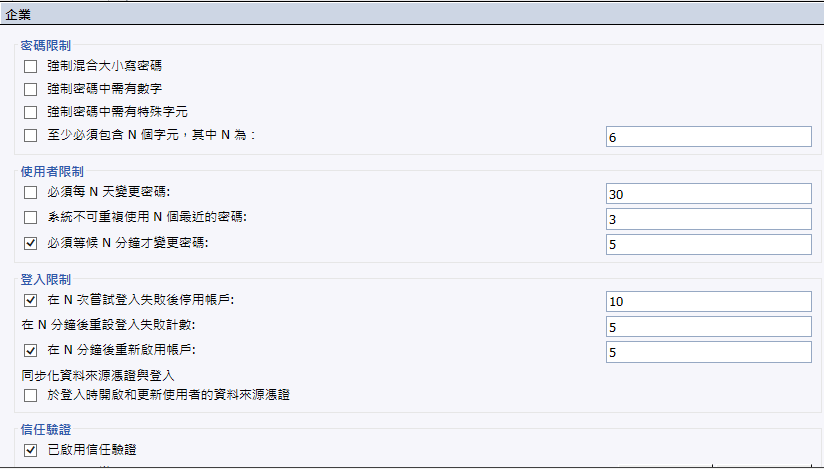 企業
密碼限制
強制混合大小寫密碼
強制密碼中需有數字
強制密碼中需有特殊字元
至少必須包含 N 個字元，其中 N 為：
6
使用者限制
必須每 N 天變更密碼:
30
系統不可重複使用 N 個最近的密碼:
3
必須等候 N 分鐘才變更密碼:
5
登入限制
在 N 次嘗試登入失敗後停用帳戶:
10
在 N 分鐘後重設登入失敗計數:
5
在 N 分鐘後重新啟用帳戶:
5
同步化資料來源憑證與登入
於登入時開啟和更新使用者的資料來源憑證
信任驗證
已啟用信任驗證